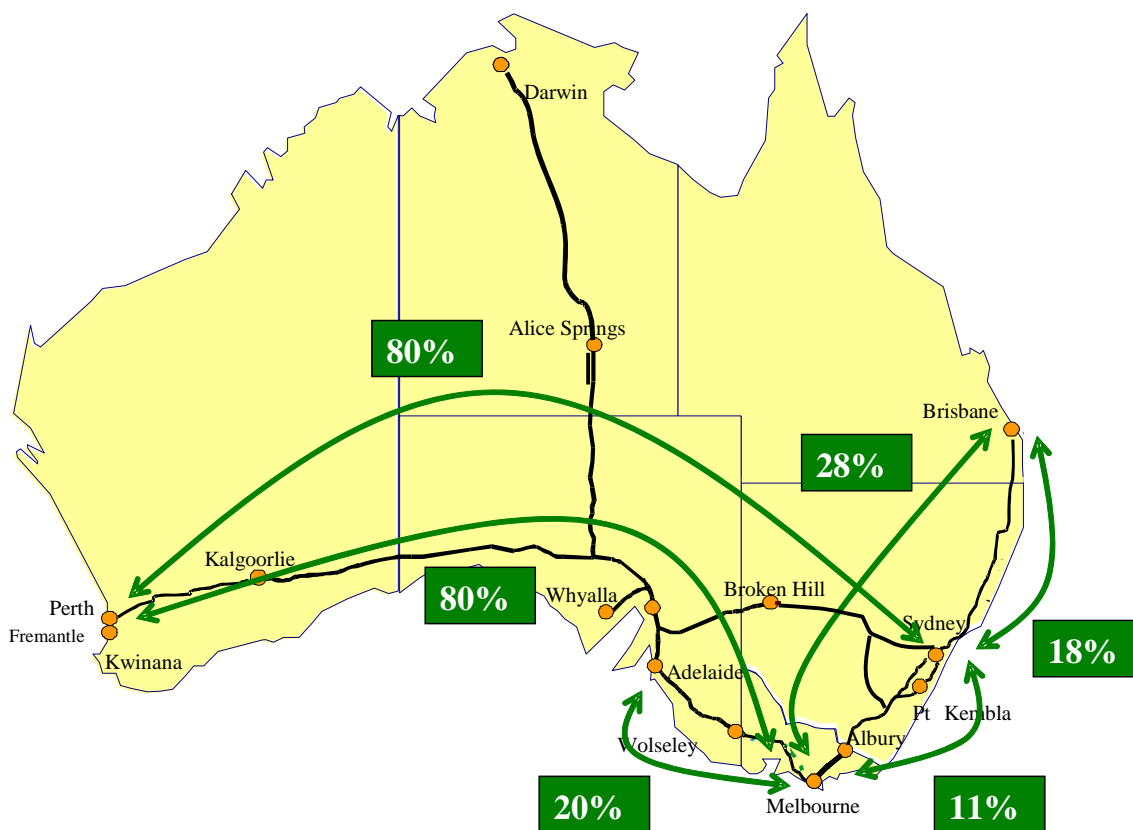 Darwin
Alice Springs
80%
Brisbane
28%
Kalgoorlie
80%
Whyalla
Broken Hill
Perth
Fremantle
Kwinana
Sydney
18%
Adelaide
Pt Kembla
Wolseley
Albury
20%
Melbourne
11%